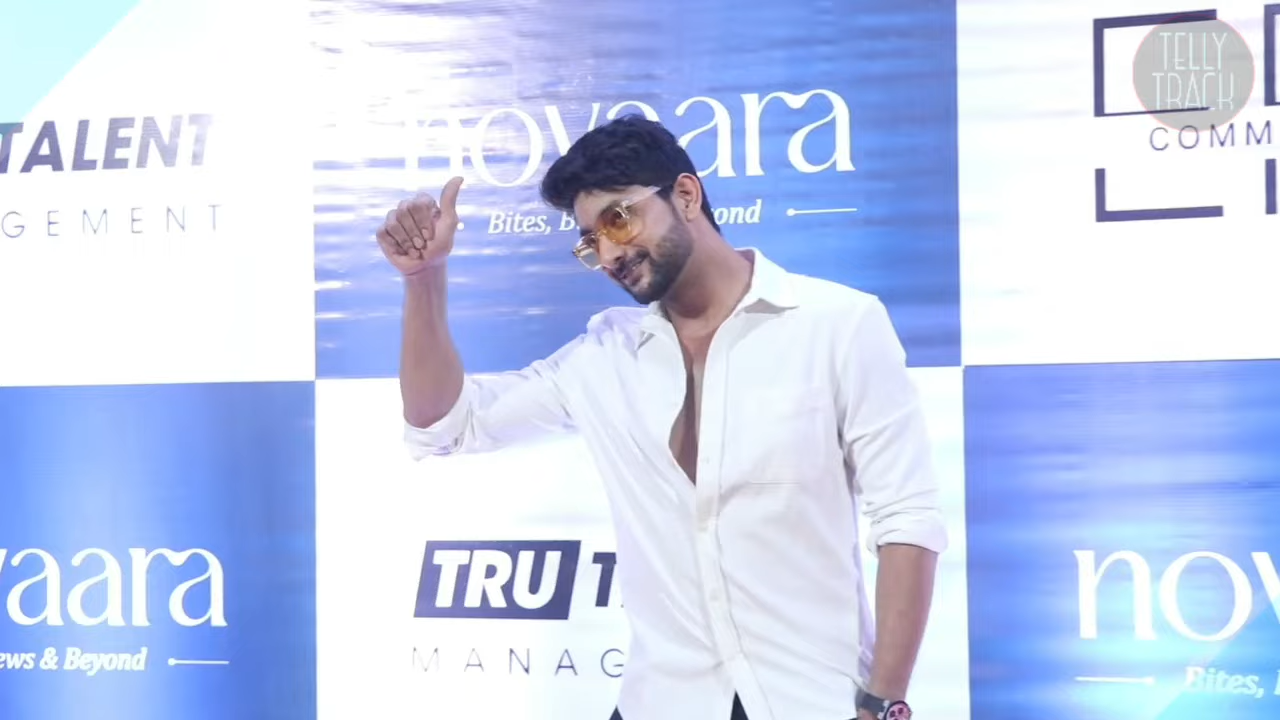 TELLY
TRACK
COMM
TALENT
GEMENT
novaara
Bites, B
ond
vaara
ews & Beyond
TRU T
MANAG
nov
Bites,